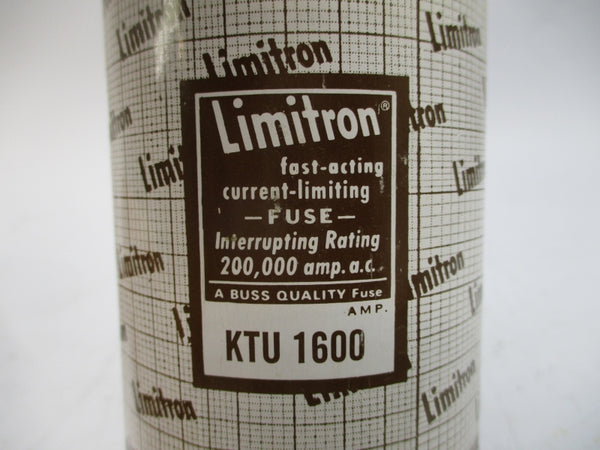 Limitron
Limitron
Limitron
Limitron®
fast-acting
current-limiting
—FUSE—
Interrupting Rating
200,000 amp. a.c.
A BUSS QUALITY Fuse
AMP.
KTU 1600
Limitron
Limitron
Limitron
Limitron